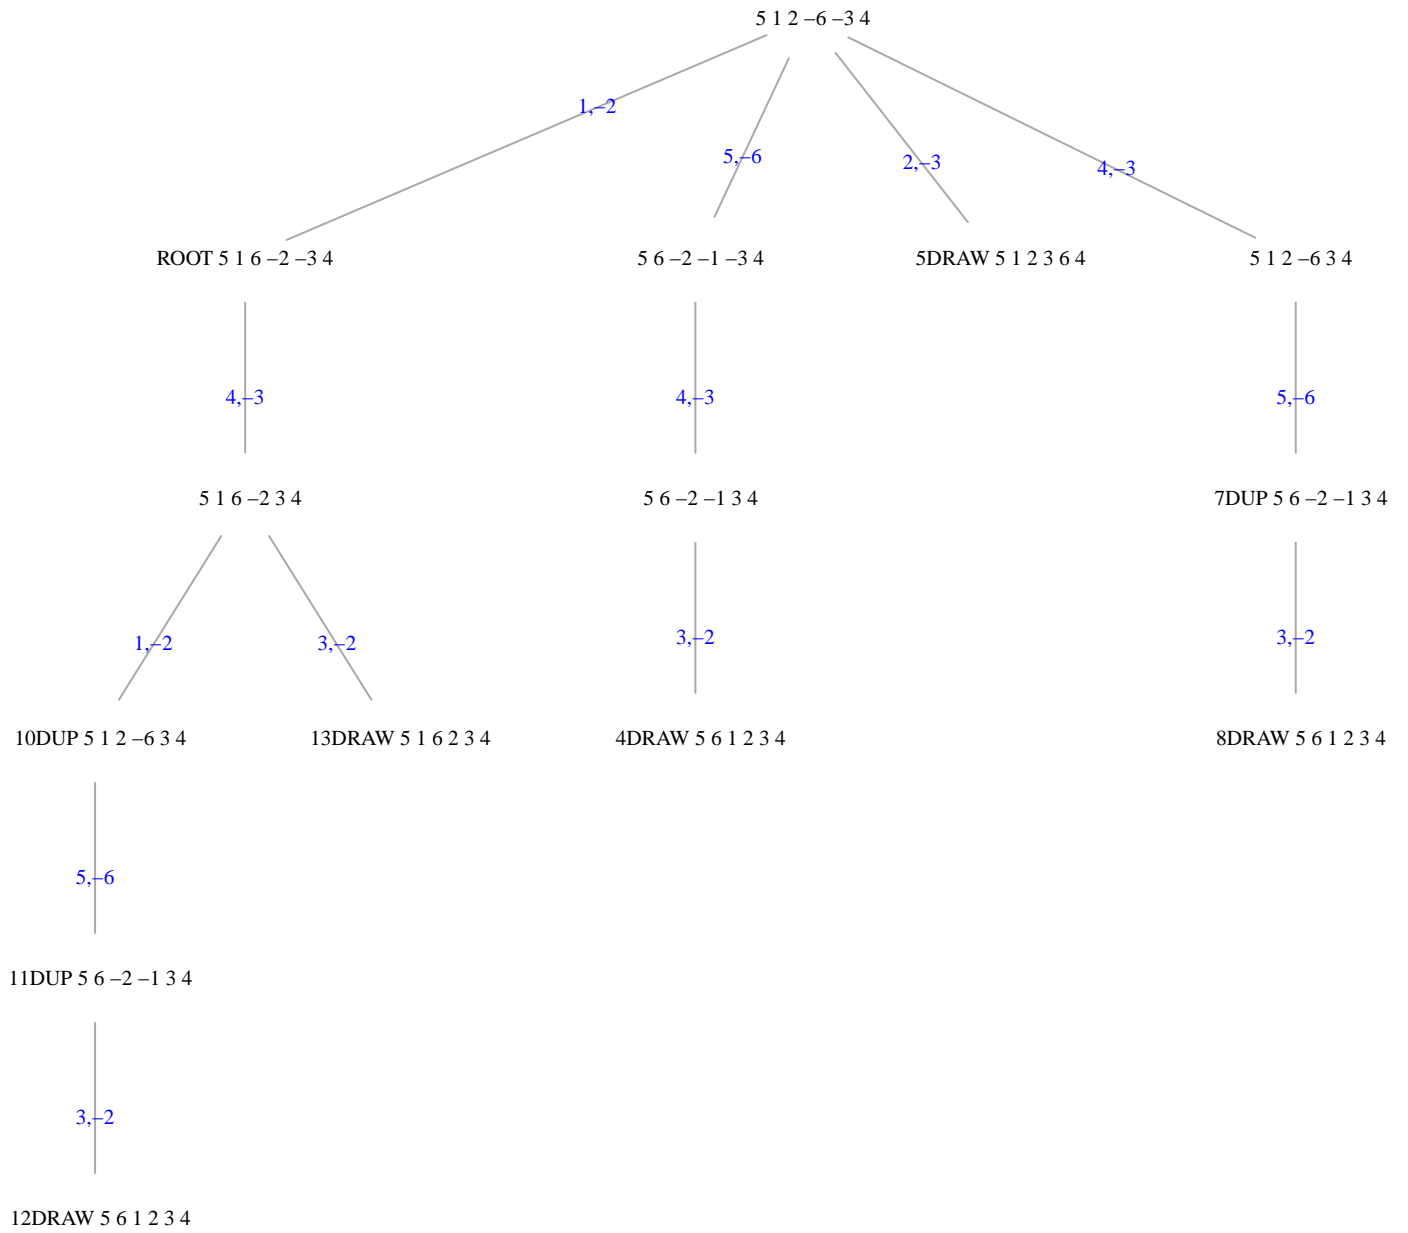 5 1 2 –6 –3 4
1,–2
5,–6
2,–3
4,–3
ROOT 5 1 6 –2 –3 4
5 6 –2 –1 –3 4
5DRAW 5 1 2 3 6 4
5 1 2 –6 3 4
4,–3
4,–3
5,–6
5 1 6 –2 3 4
5 6 –2 –1 3 4
7DUP 5 6 –2 –1 3 4
1,–2
3,–2
3,–2
3,–2
10DUP 5 1 2 –6 3 4
13DRAW 5 1 6 2 3 4
4DRAW 5 6 1 2 3 4
8DRAW 5 6 1 2 3 4
5,–6
11DUP 5 6 –2 –1 3 4
3,–2
12DRAW 5 6 1 2 3 4